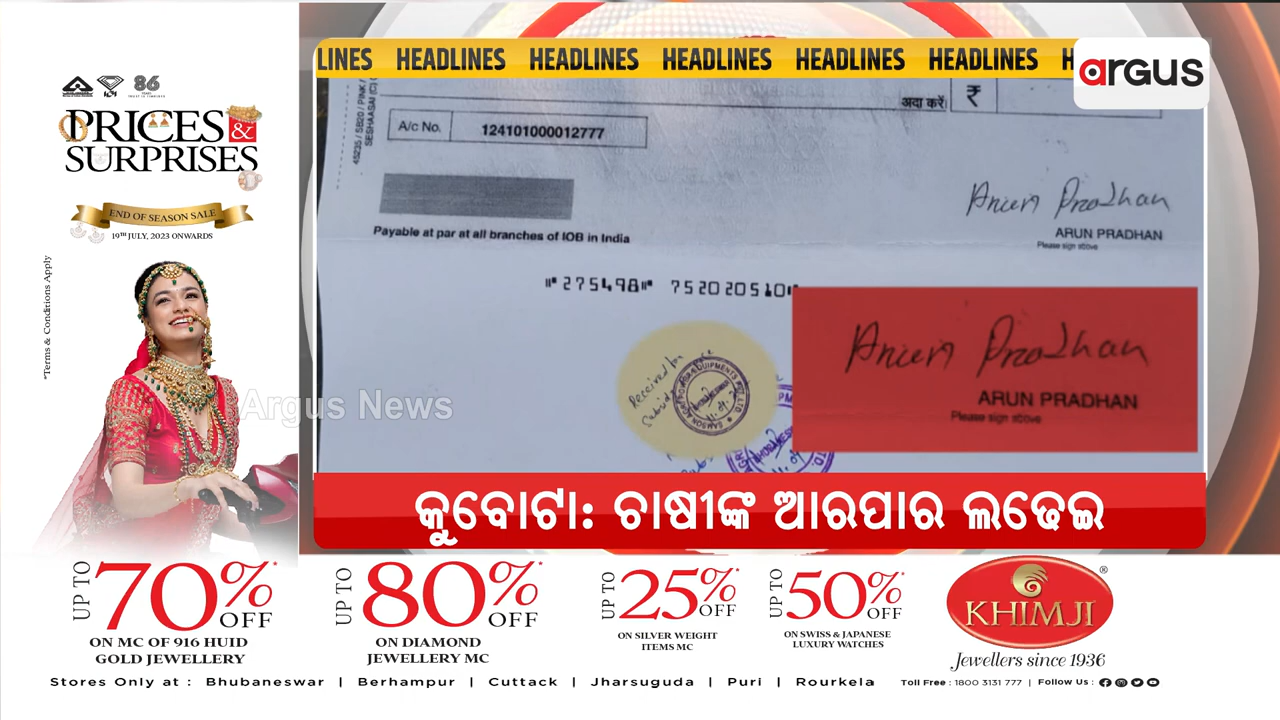 LINES HEADLINES HEADLINES HEADLINES HEADLINES HEADLINES H
argus
86
PRICES &
SURPRISES
END OF SEASON SALE
19TH JULY, 2023 ONWARDS
*Terms & Conditions Apply
अदा करें ₹
A/c No. 124101000012777
Payable at par at all branches of IOB in India
ARUN PRADHAN
Please sign above
⑈275498⑈ 752020510
Received for
ARUN PRADHAN
Please sign above
Argus News
କୁବୋଟା: ଚାଷୀଙ୍କ ଆରପାର ଲଢେଇ
UP TO 70%* OFF
ON MC OF 916 HUID
GOLD JEWELLERY
UP TO 80%* OFF
ON DIAMOND
JEWELLERY MC
UP TO 25%* OFF
ON SILVER WEIGHT
ITEMS MC
UP TO 50%* OFF
ON SWISS & JAPANESE
LUXURY WATCHES
KHIMJI ®
Jewellers since 1936
Stores Only at : Bhubaneswar | Berhampur | Cuttack | Jharsuguda | Puri | Rourkela
Toll Free : 1800 3131 777 | Follow Us :